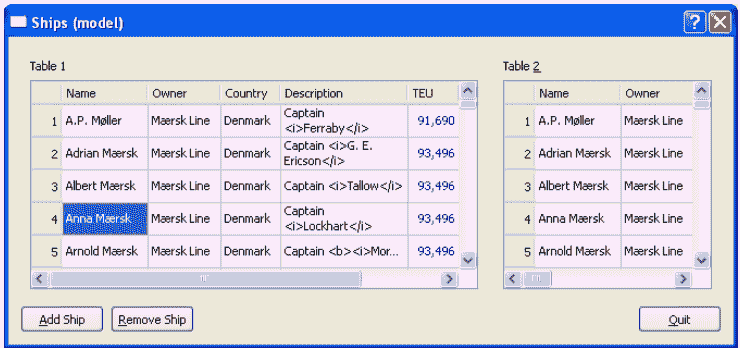 Ships (model)
Table 1
Name Owner Country Description TEU
1 A.P. Møller Mærsk Line Denmark Captain <i>Ferraby</i> 91,690
2 Adrian Mærsk Mærsk Line Denmark Captain <i>G. E. Ericson</i> 93,496
3 Albert Mærsk Mærsk Line Denmark Captain <i>Tallow</i> 93,496
4 Anna Mærsk Mærsk Line Denmark Captain <i>Lockhart</i> 93,496
5 Arnold Mærsk Mærsk Line Denmark Captain <b><i>Mor... 93,496
Table 2
Name Owner
1 A.P. Møller Mærsk Line
2 Adrian Mærsk Mærsk Line
3 Albert Mærsk Mærsk Line
4 Anna Mærsk Mærsk Line
5 Arnold Mærsk Mærsk Line
Add Ship Remove Ship Quit